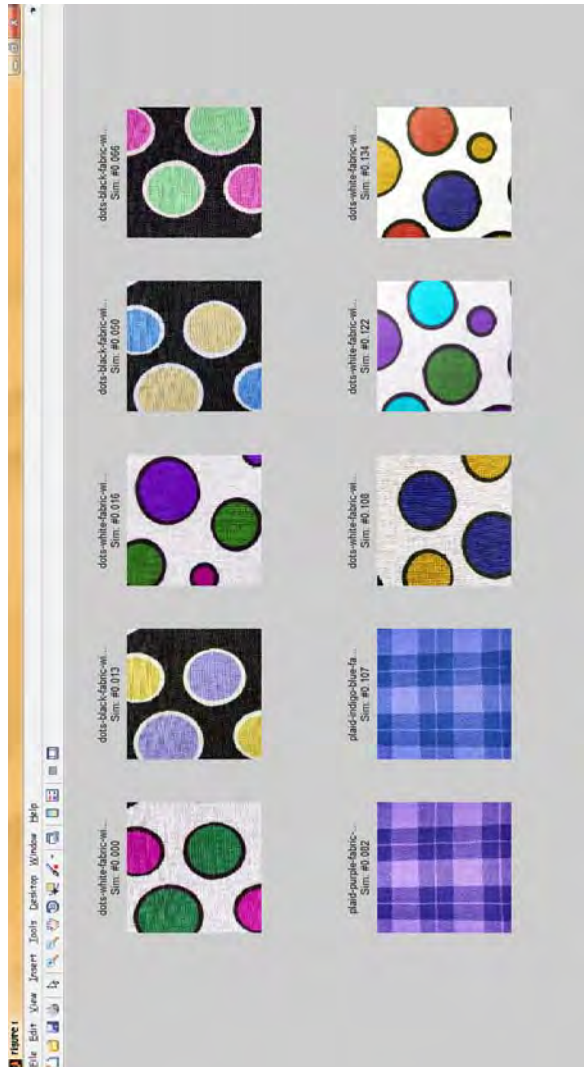 Figure 1
File Edit View Insert Tools Desktop Window Help
dots-white-fabric-wi...
Sim: #0.000
dots-black-fabric-wi...
Sim: #0.013
dots-white-fabric-wi...
Sim: #0.016
dots-black-fabric-wi...
Sim: #0.050
dots-black-fabric-wi...
Sim: #0.066
plaid-purple-fabric-...
Sim: #0.082
plaid-indigo-blue-fa...
Sim: #0.107
dots-white-fabric-wi...
Sim: #0.108
dots-white-fabric-wi...
Sim: #0.122
dots-white-fabric-wi...
Sim: #0.134